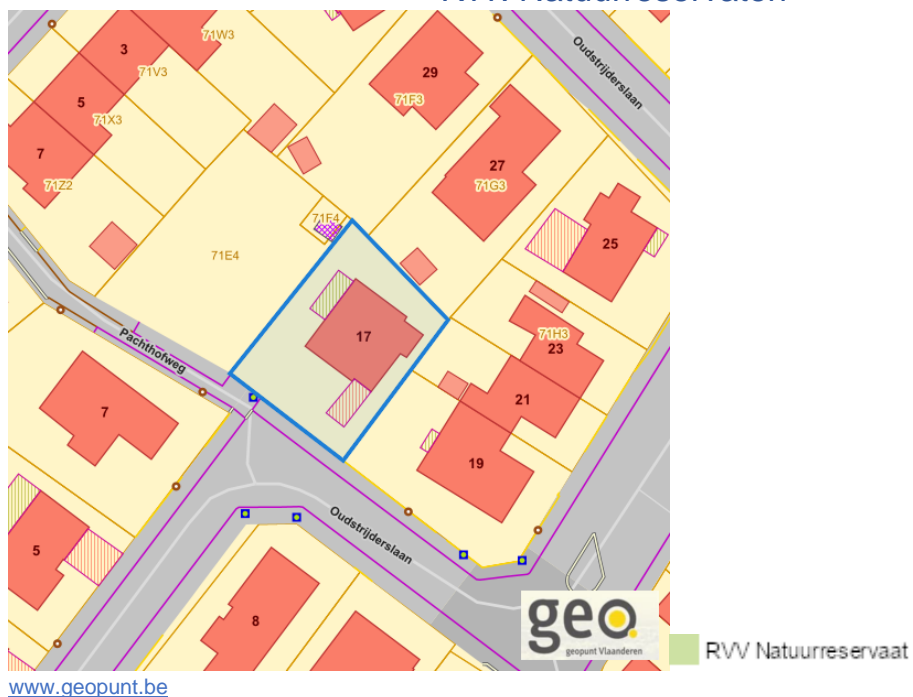 RVV Natuurreservaten
71W3
Oudstrijderslaan
3
71V3
29
71F3
5
71X3
7
71Z2
27
71G3
71F4
71E4
25
Pachthofweg
17
71H3
23
21
7
19
Oudstrijderslaan
5
8
geo.
geopunt Vlaanderen
RVV Natuurreservaat
www.geopunt.be